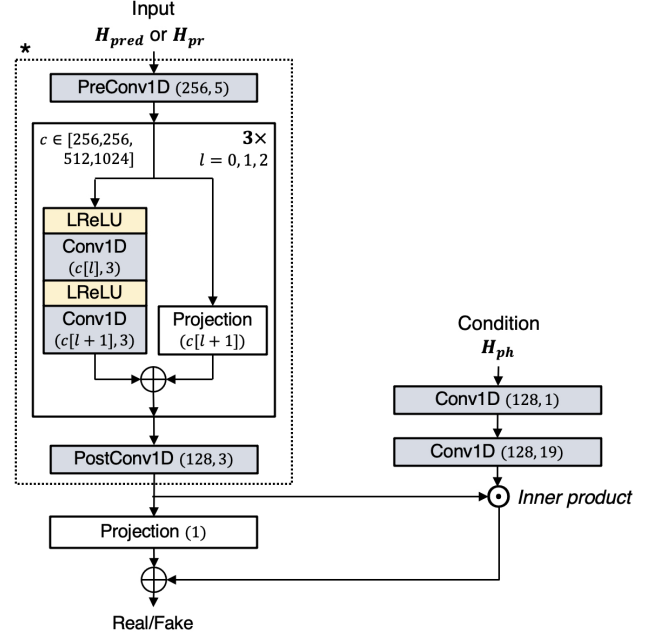 Input
H_pred or H_pr
*
PreConv1D (256,5)
c ∈ [256,256,
512,1024]
3×
l = 0,1,2
LReLU
Conv1D
(c[l],3)
LReLU
Conv1D
(c[l + 1],3)
Projection
(c[l + 1])
PostConv1D (128,3)
Condition
H_ph
Conv1D (128,1)
Conv1D (128,19)
Inner product
Projection (1)
Real/Fake